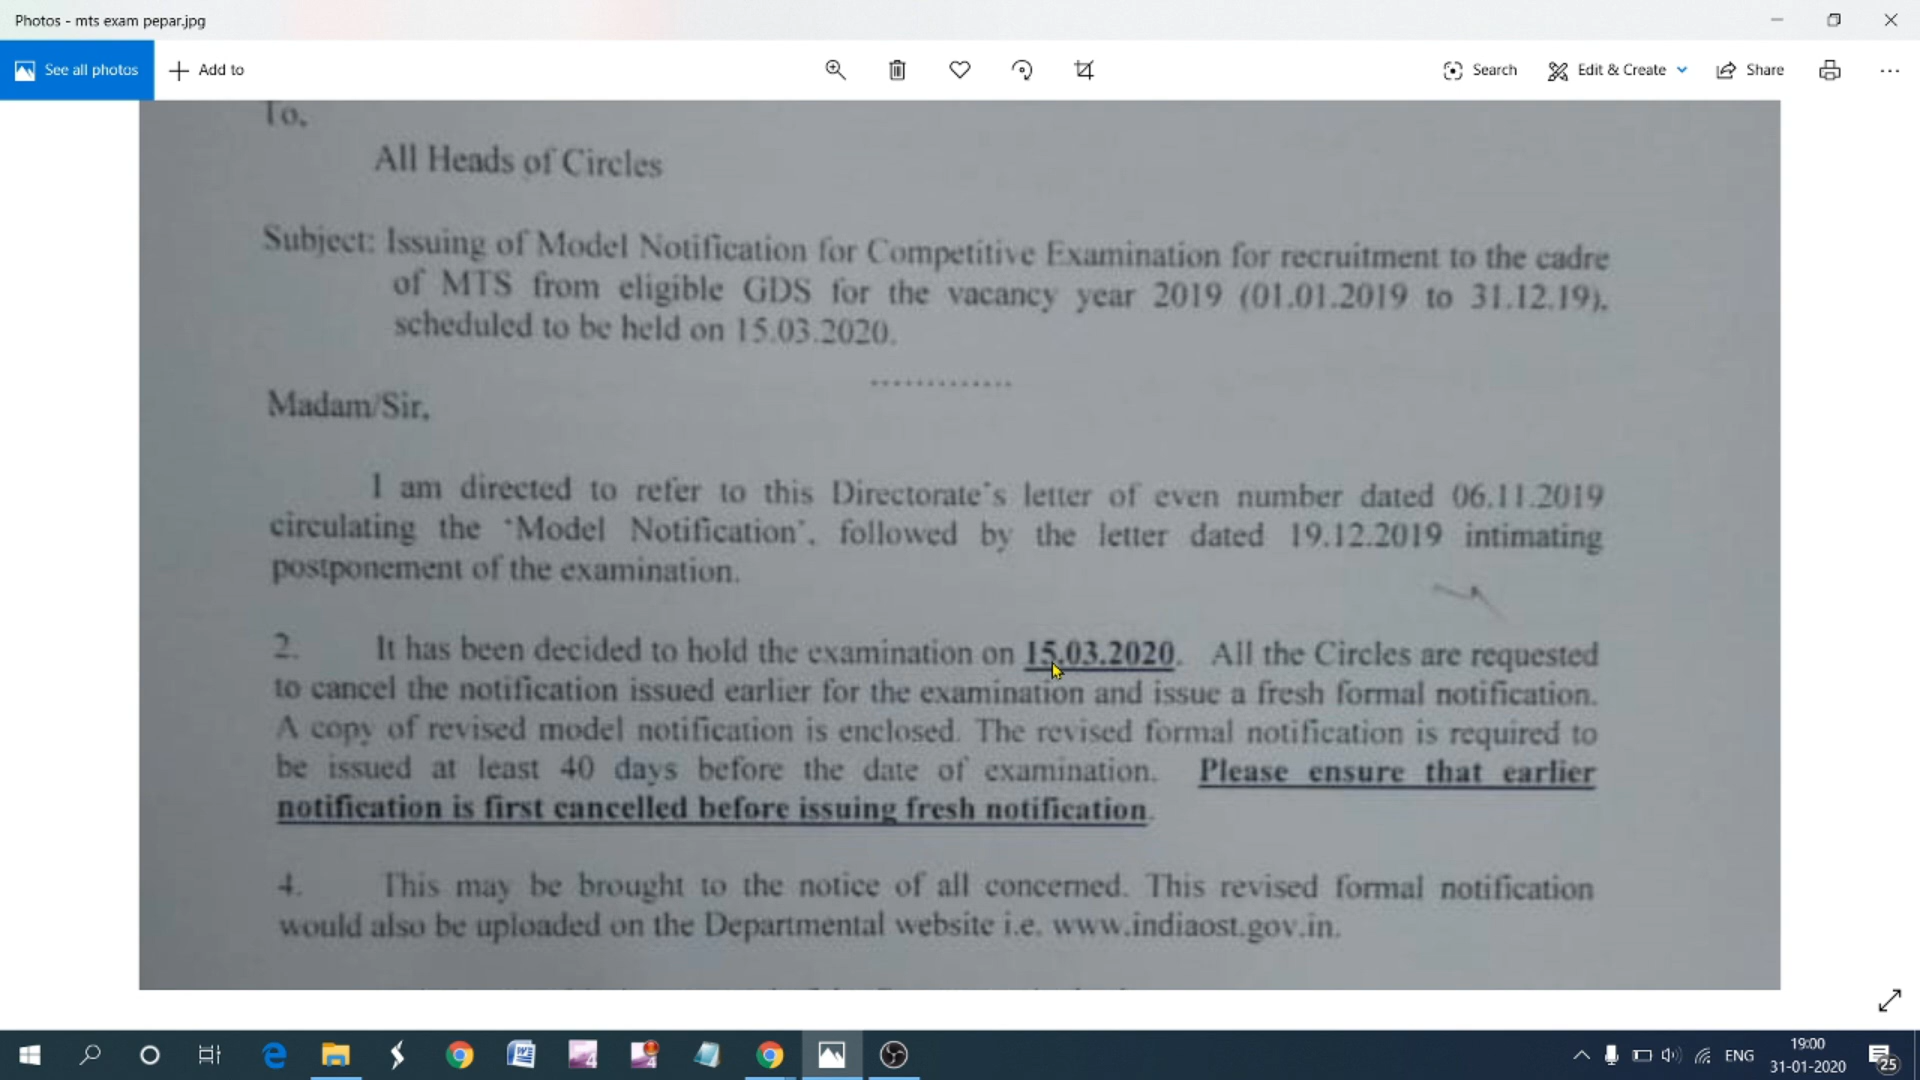 Photos - mts exam pepar.jpg
See all photos
Add to
Search
Edit & Create
Share
To,
All Heads of Circles
Subject: Issuing of Model Notification for Competitive Examination for recruitment to the cadre
of MTS from eligible GDS for the vacancy year 2019 (01.01.2019 to 31.12.19),
scheduled to be held on 15.03.2020.
.............
Madam/Sir,
I am directed to refer to this Directorate's letter of even number dated 06.11.2019
circulating the 'Model Notification', followed by the letter dated 19.12.2019 intimating
postponement of the examination.
2. It has been decided to hold the examination on 15.03.2020. All the Circles are requested
to cancel the notification issued earlier for the examination and issue a fresh formal notification.
A copy of revised model notification is enclosed. The revised formal notification is required to
be issued at least 40 days before the date of examination. Please ensure that earlier
notification is first cancelled before issuing fresh notification.
4. This may be brought to the notice of all concerned. This revised formal notification
would also be uploaded on the Departmental website i.e. www.indiaost.gov.in.
ENG
19:00
31-01-2020
25